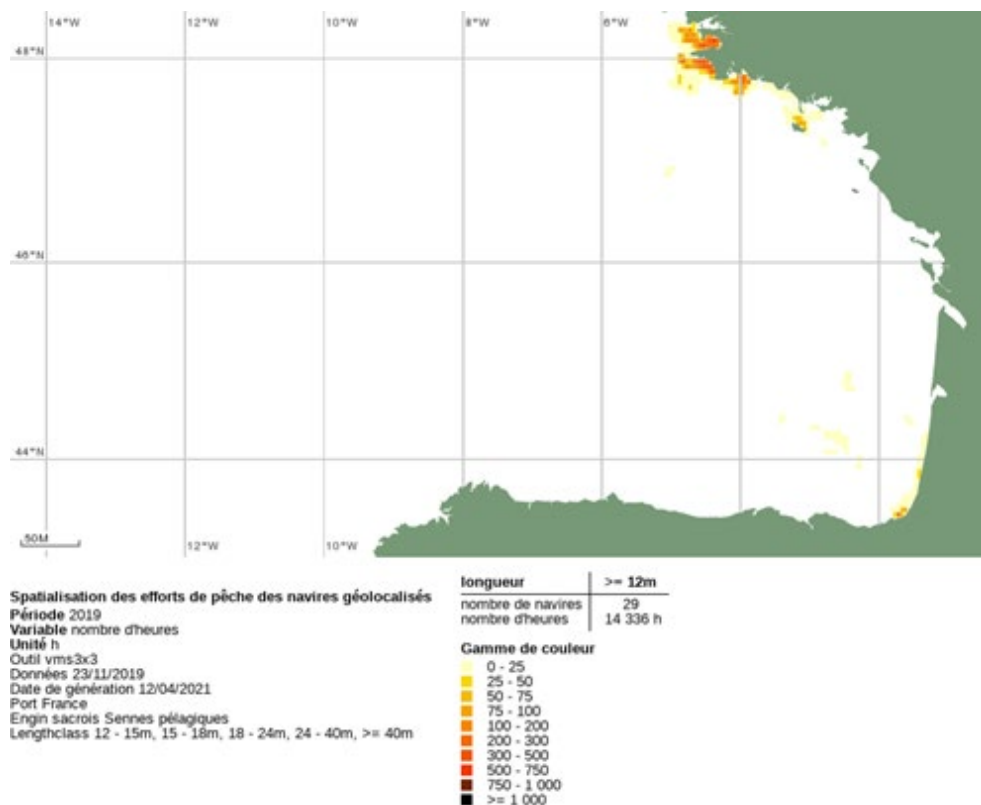 14°W 12°W 10°W 8°W 6°W
48°N
46°N
44°N
50M
12°W 10°W
Spatialisation des efforts de pêche des navires géolocalisés
Période 2019
Variable nombre d'heures
Unité h
Outil vms3x3
Données 23/11/2019
Date de génération 12/04/2021
Port France
Engin sacrois Sennes pélagiques
Lengthclass 12 - 15m, 15 - 18m, 18 - 24m, 24 - 40m, >= 40m
longueur >= 12m
nombre de navires 29
nombre d'heures 14 336 h
Gamme de couleur
0 - 25
25 - 50
50 - 75
75 - 100
100 - 200
200 - 300
300 - 500
500 - 750
750 - 1 000
>= 1 000